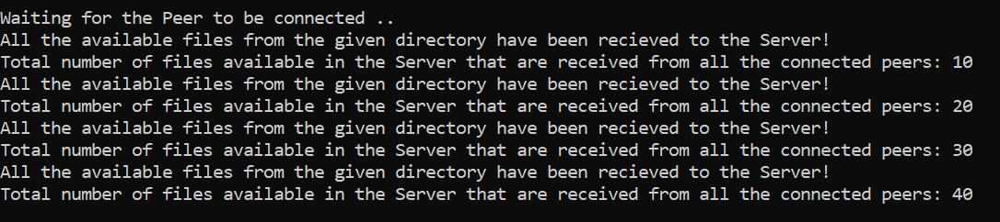 Waiting for the Peer to be connected ..
All the available files from the given directory have been recieved to the Server!
Total number of files available in the Server that are received from all the connected peers: 10
All the available files from the given directory have been recieved to the Server!
Total number of files available in the Server that are received from all the connected peers: 20
All the available files from the given directory have been recieved to the Server!
Total number of files available in the Server that are received from all the connected peers: 30
All the available files from the given directory have been recieved to the Server!
Total number of files available in the Server that are received from all the connected peers: 40